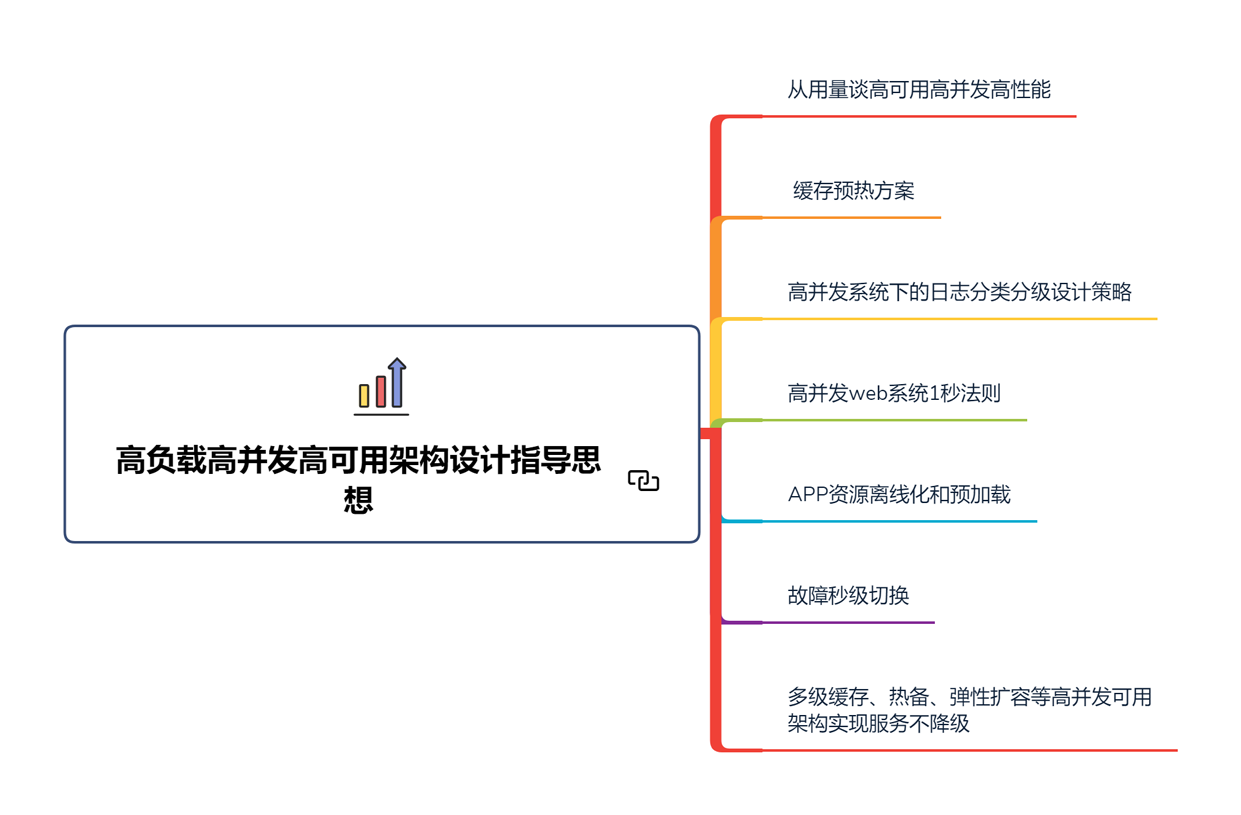 高负载高并发高可用架构设计指导思
想
从用量谈高可用高并发高性能
缓存预热方案
高并发系统下的日志分类分级设计策略
高并发web系统1秒法则
APP资源离线化和预加载
故障秒级切换
多级缓存、热备、弹性扩容等高并发可用
架构实现服务不降级